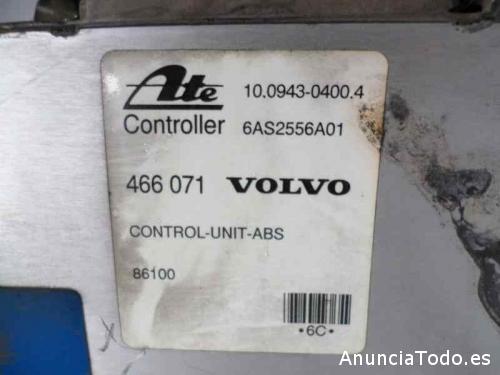 Ate 10.0943-0400.4
Controller 6AS2556A01
466 071 VOLVO
CONTROL-UNIT-ABS
86100
*6C*
AnunciaTodo.es